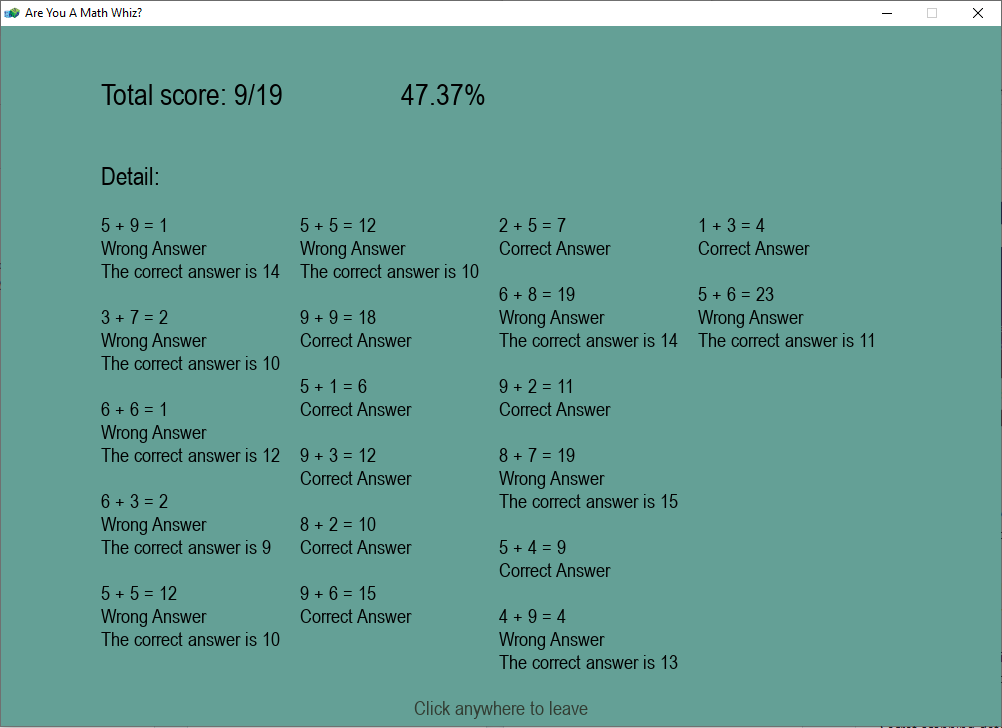 Are You A Math Whiz?
Total score: 9/19 47.37%
Detail:
5 + 9 = 1
Wrong Answer
The correct answer is 14
3 + 7 = 2
Wrong Answer
The correct answer is 10
6 + 6 = 1
Wrong Answer
The correct answer is 12
6 + 3 = 2
Wrong Answer
The correct answer is 9
5 + 5 = 12
Wrong Answer
The correct answer is 10
5 + 5 = 12
Wrong Answer
The correct answer is 10
9 + 9 = 18
Correct Answer
5 + 1 = 6
Correct Answer
9 + 3 = 12
Correct Answer
8 + 2 = 10
Correct Answer
9 + 6 = 15
Correct Answer
2 + 5 = 7
Correct Answer
6 + 8 = 19
Wrong Answer
The correct answer is 14
9 + 2 = 11
Correct Answer
8 + 7 = 19
Wrong Answer
The correct answer is 15
5 + 4 = 9
Correct Answer
4 + 9 = 4
Wrong Answer
The correct answer is 13
1 + 3 = 4
Correct Answer
5 + 6 = 23
Wrong Answer
The correct answer is 11
Click anywhere to leave